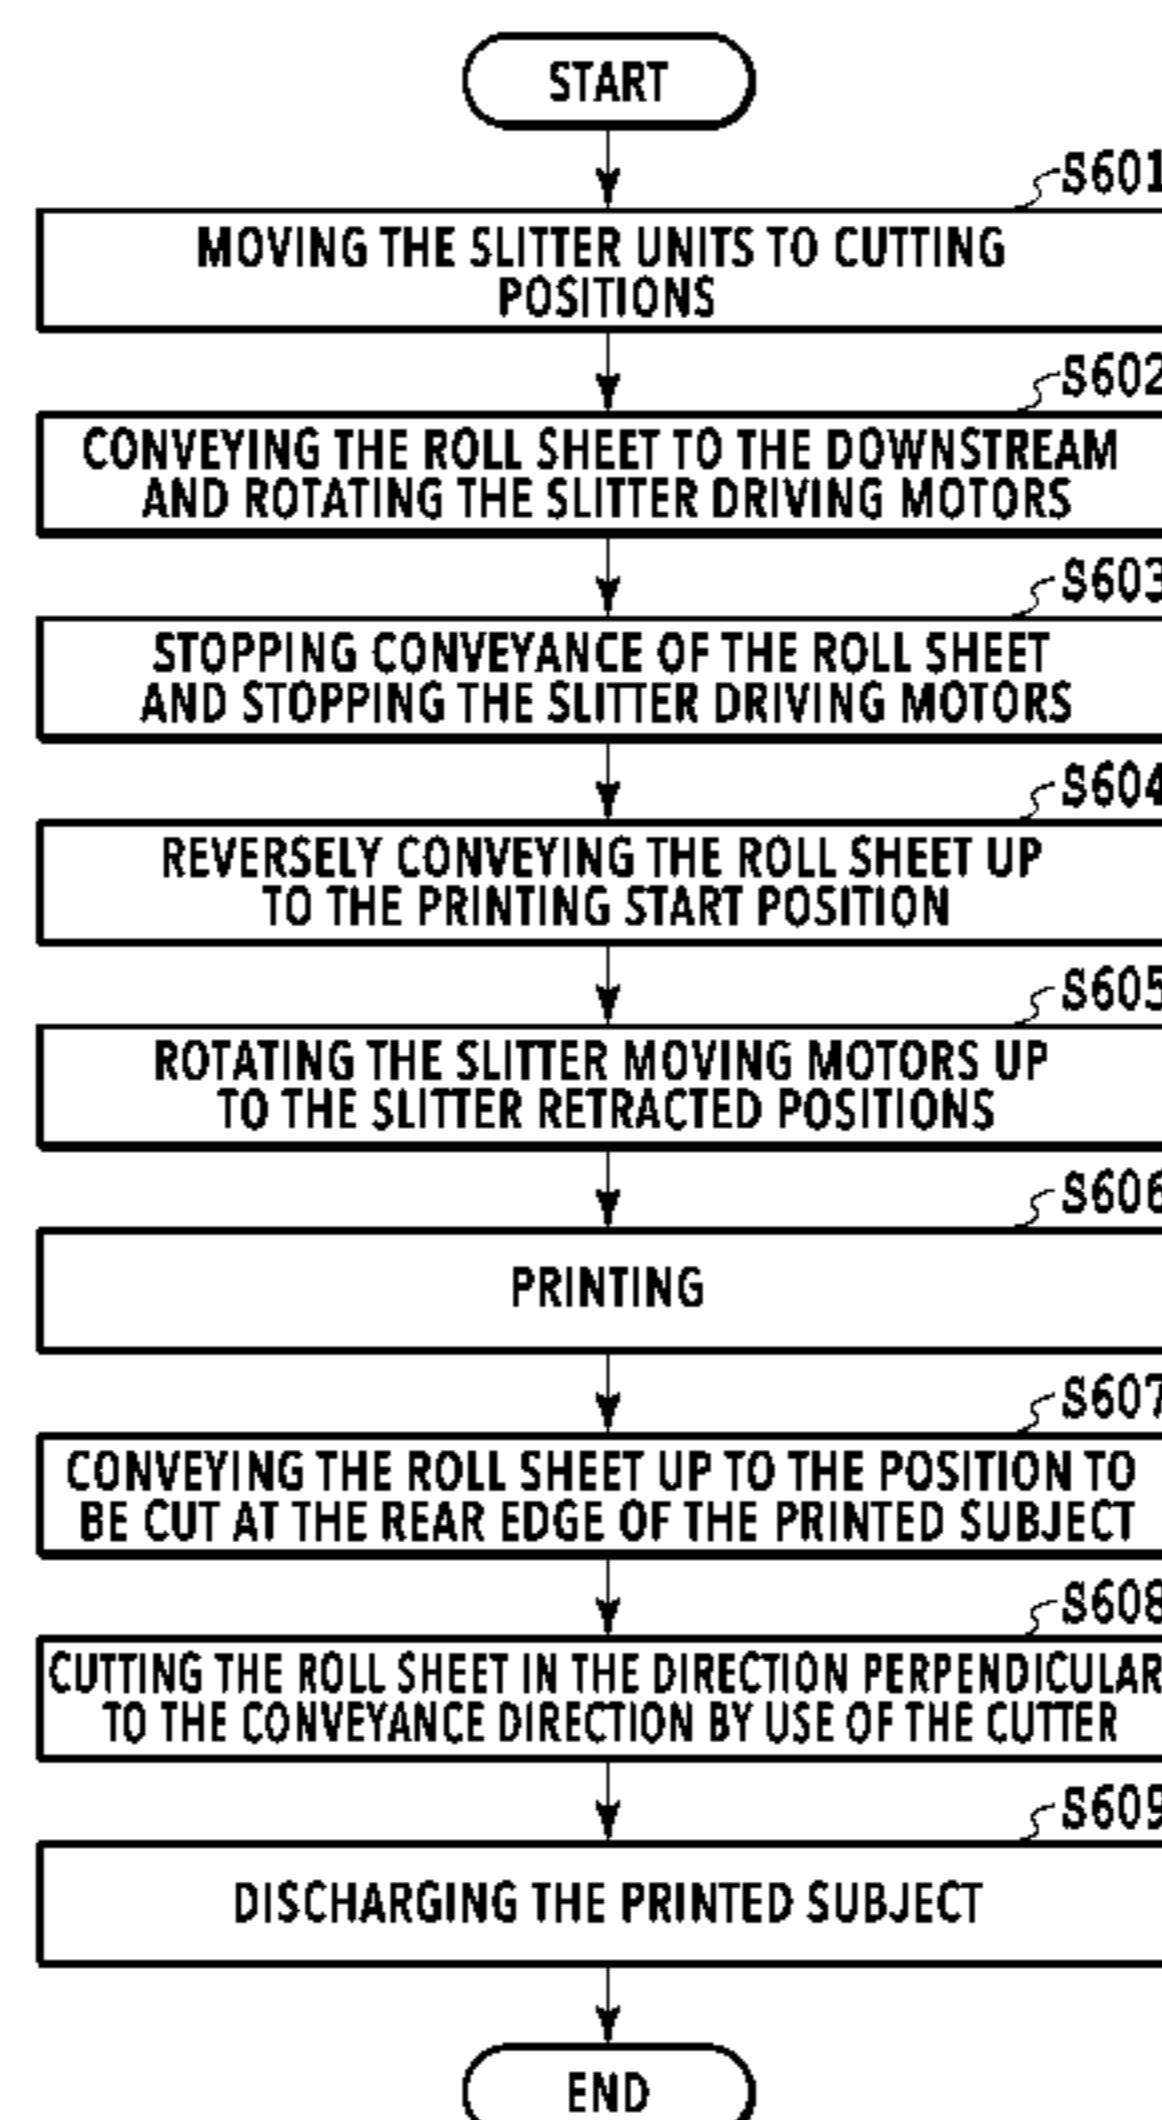 START
S601
MOVING THE SLITTER UNITS TO CUTTING
POSITIONS
S602
CONVEYING THE ROLL SHEET TO THE DOWNSTREAM
AND ROTATING THE SLITTER DRIVING MOTORS
S603
STOPPING CONVEYANCE OF THE ROLL SHEET
AND STOPPING THE SLITTER DRIVING MOTORS
S604
REVERSELY CONVEYING THE ROLL SHEET UP
TO THE PRINTING START POSITION
S605
ROTATING THE SLITTER MOVING MOTORS UP
TO THE SLITTER RETRACTED POSITIONS
S606
PRINTING
S607
CONVEYING THE ROLL SHEET UP TO THE POSITION TO
BE CUT AT THE REAR EDGE OF THE PRINTED SUBJECT
S608
CUTTING THE ROLL SHEET IN THE DIRECTION PERPENDICULAR
TO THE CONVEYANCE DIRECTION BY USE OF THE CUTTER
S609
DISCHARGING THE PRINTED SUBJECT
END